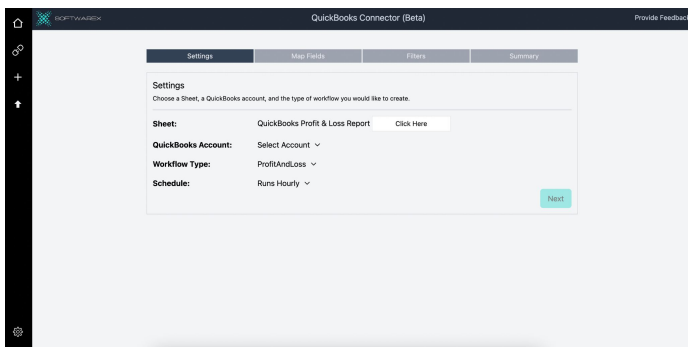 SOFTWAREX
QuickBooks Connector (Beta)
Provide Feedbac
Settings
Map Fields
Filters
Summary
Settings
Choose a Sheet, a QuickBooks account, and the type of workflow you would like to create.
Sheet: QuickBooks Profit & Loss Report Click Here
QuickBooks Account: Select Account
Workflow Type: ProfitAndLoss
Schedule: Runs Hourly
Next